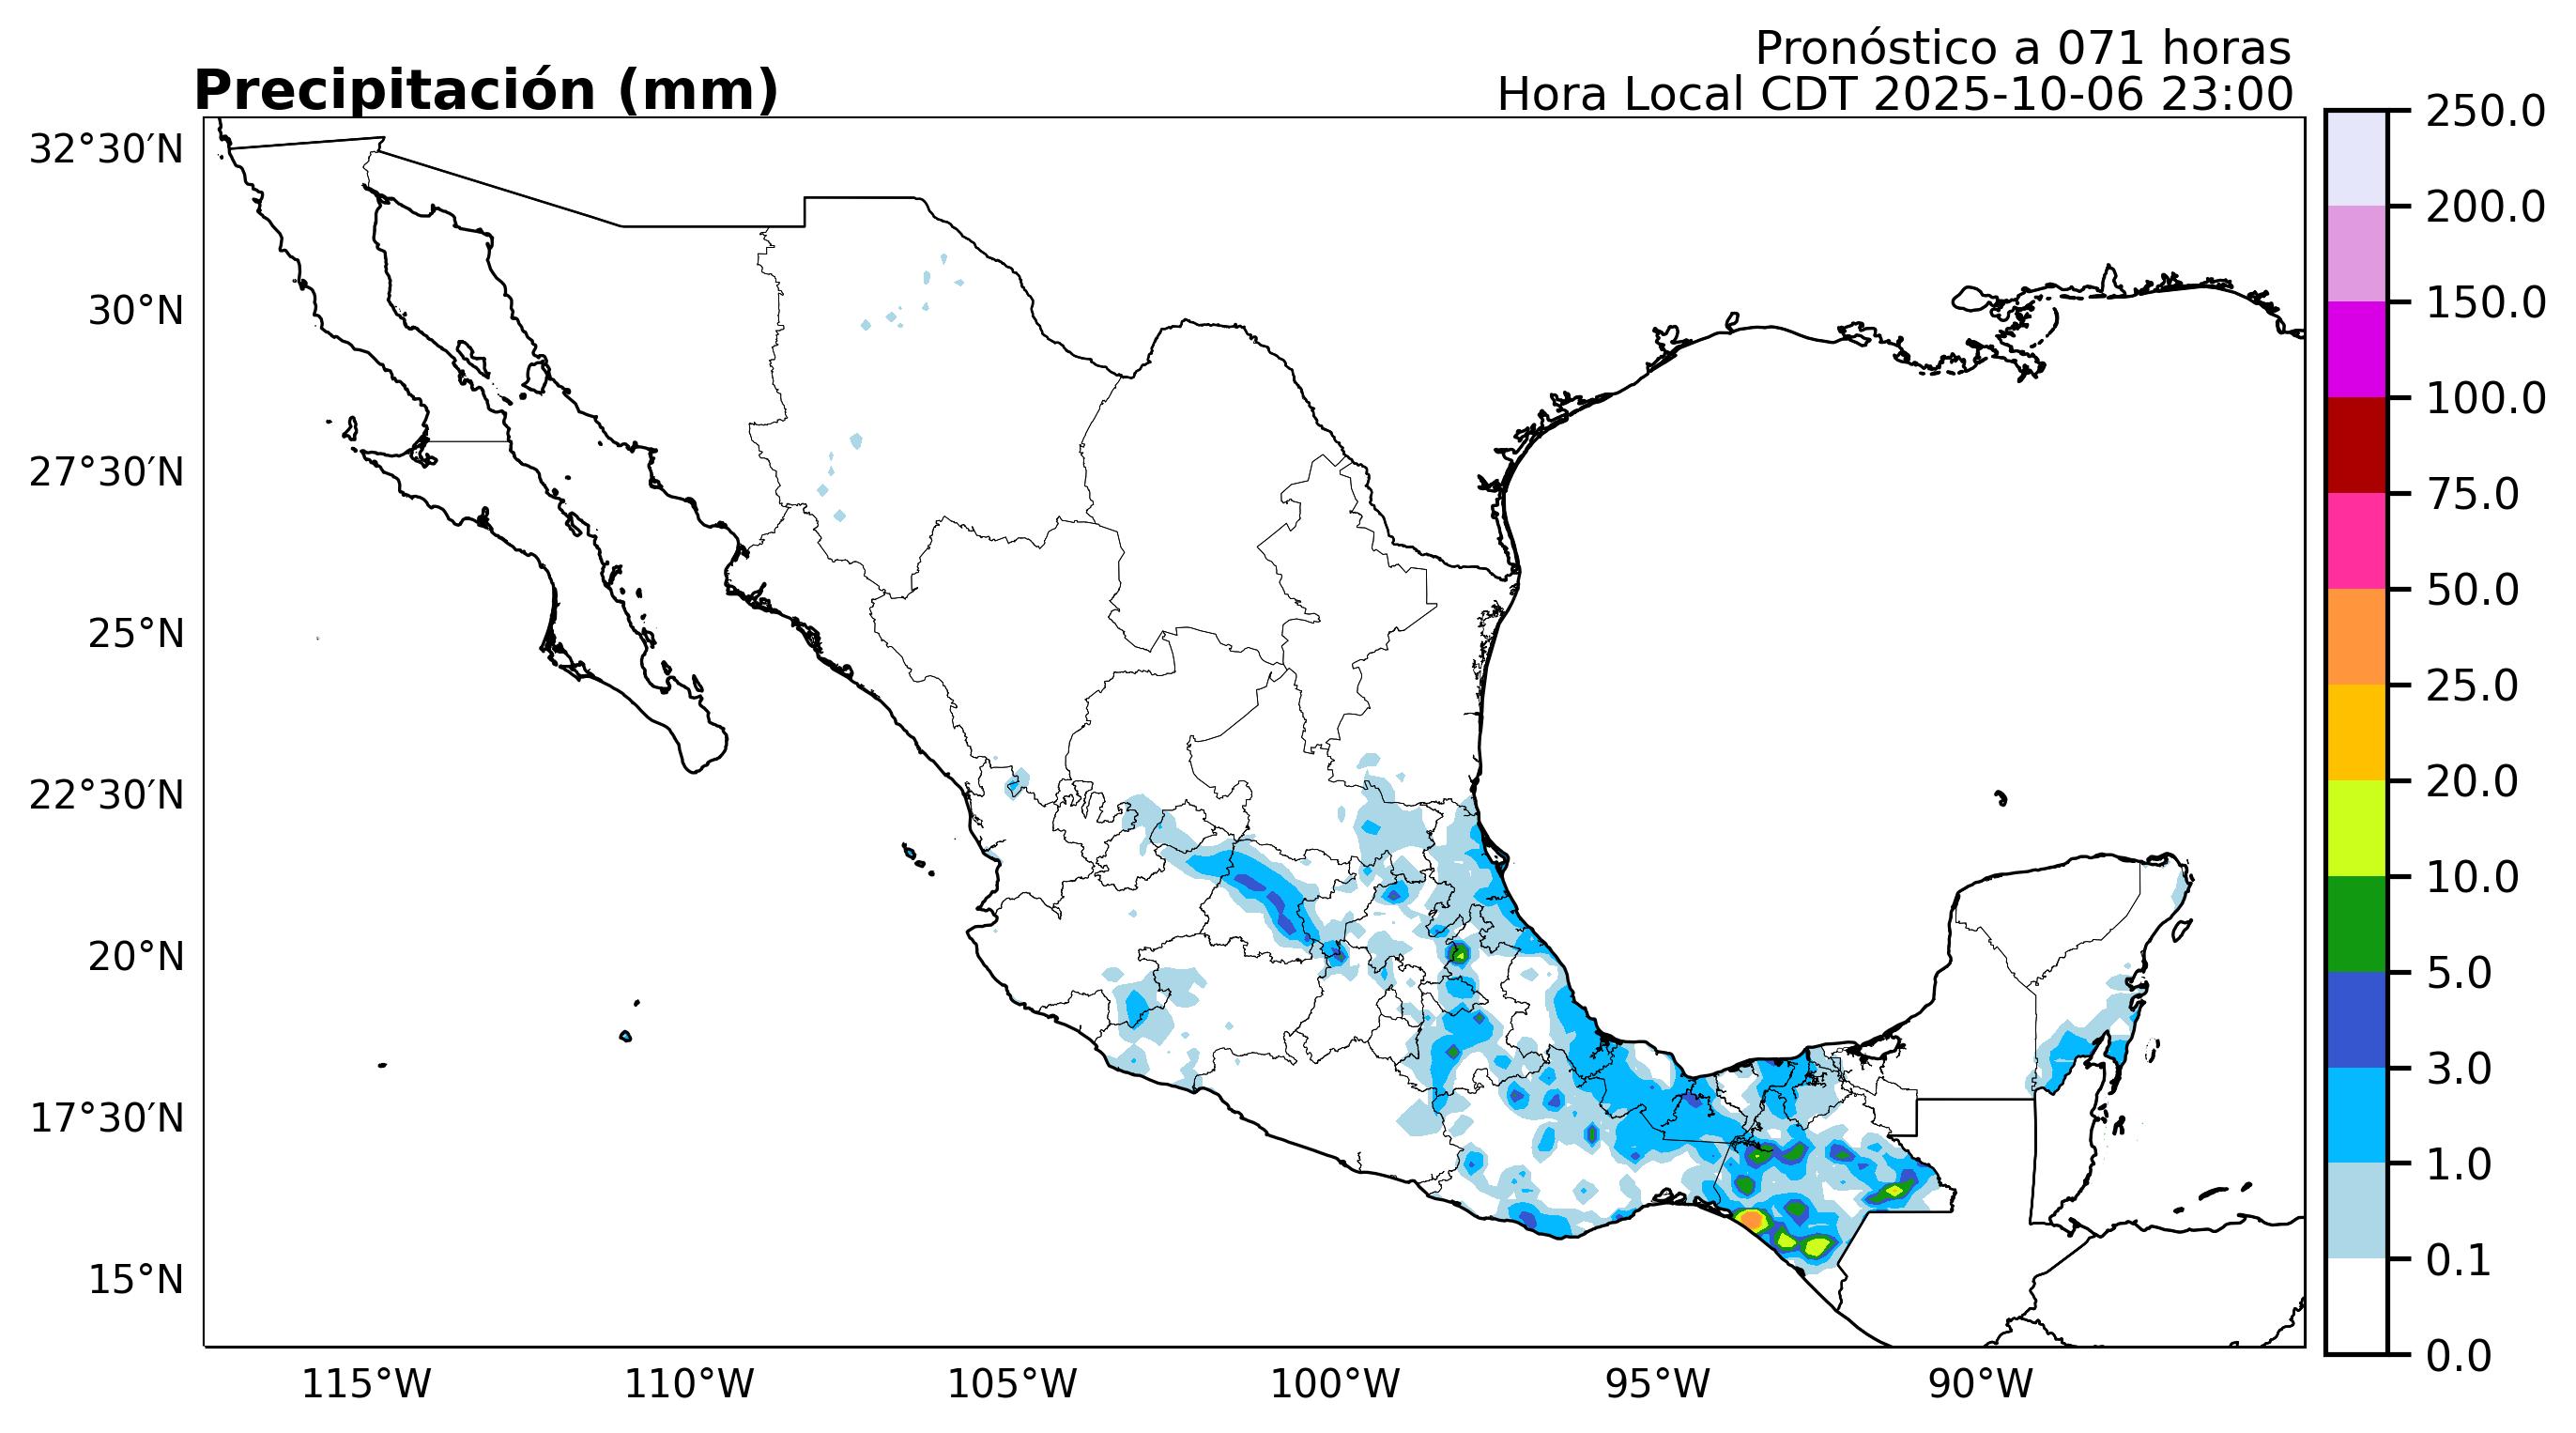 Pronóstico a 071 horas
Precipitación (mm)
Hora Local CDT 2025-10-06 23:00
32°30′N
30°N
27°30′N
25°N
22°30′N
20°N
17°30′N
15°N
115°W
110°W
105°W
100°W
95°W
90°W
250.0
200.0
150.0
100.0
75.0
50.0
25.0
20.0
10.0
5.0
3.0
1.0
0.1
0.0